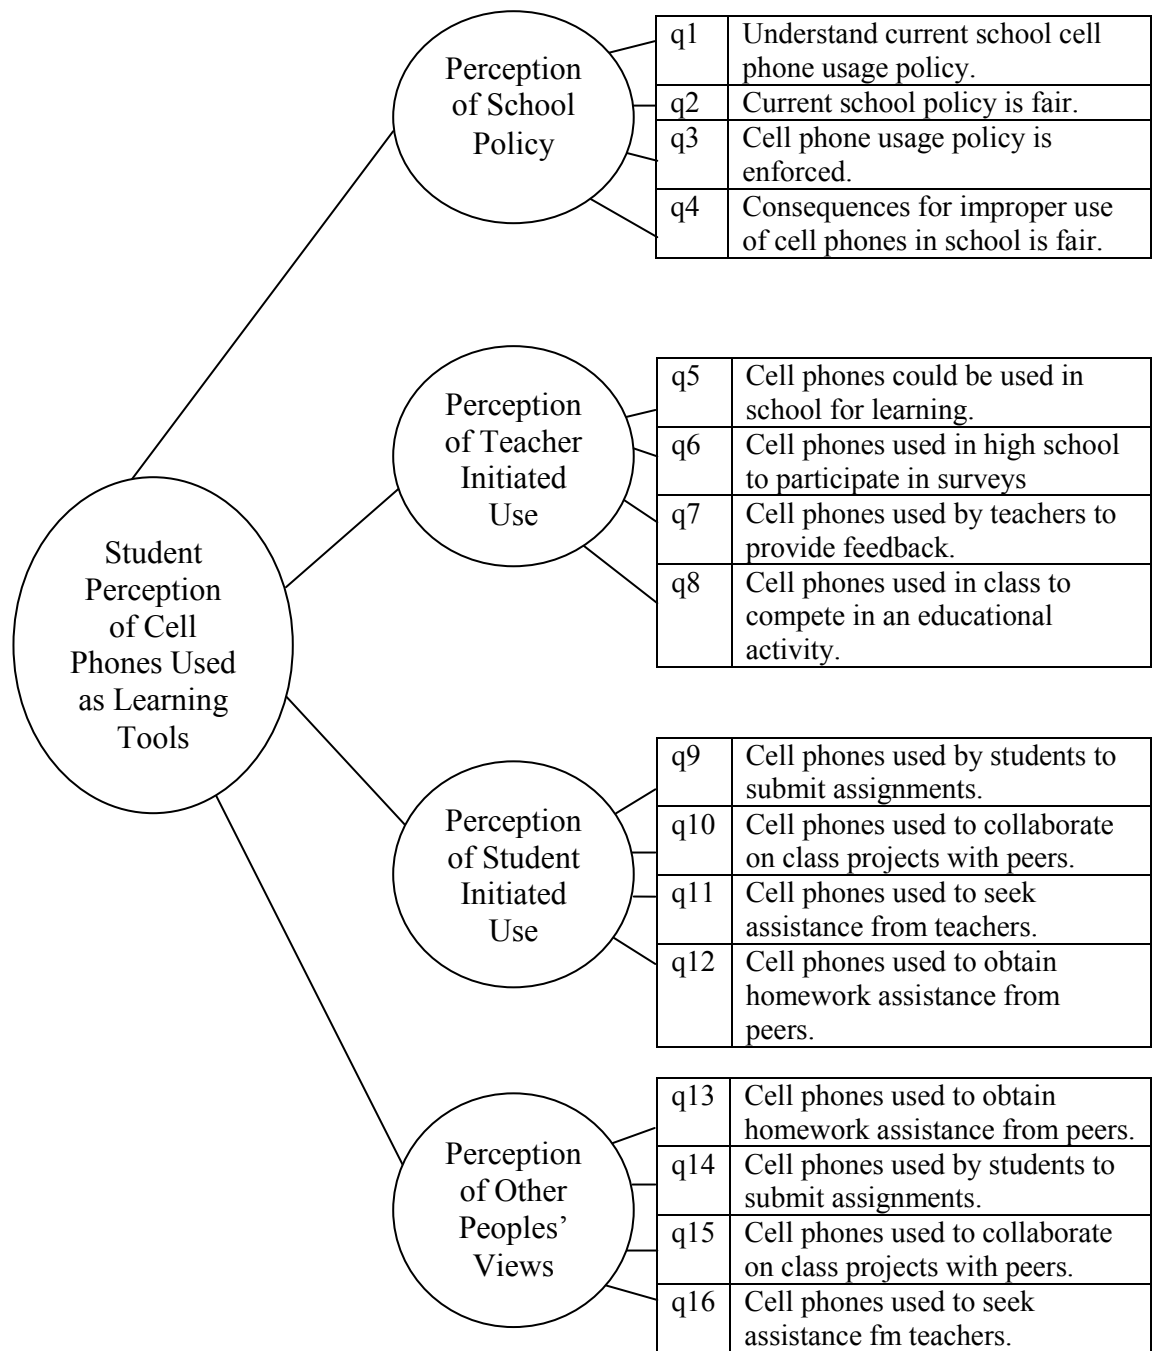 Student
Perception
of Cell
Phones Used
as Learning
Tools
Perception
of School
Policy
q1 Understand current school cell
phone usage policy.
q2 Current school policy is fair.
q3 Cell phone usage policy is
enforced.
q4 Consequences for improper use
of cell phones in school is fair.
Perception
of Teacher
Initiated
Use
q5 Cell phones could be used in
school for learning.
q6 Cell phones used in high school
to participate in surveys
q7 Cell phones used by teachers to
provide feedback.
q8 Cell phones used in class to
compete in an educational
activity.
Perception
of Student
Initiated
Use
q9 Cell phones used by students to
submit assignments.
q10 Cell phones used to collaborate
on class projects with peers.
q11 Cell phones used to seek
assistance from teachers.
q12 Cell phones used to obtain
homework assistance from
peers.
Perception
of Other
Peoples’
Views
q13 Cell phones used to obtain
homework assistance from peers.
q14 Cell phones used by students to
submit assignments.
q15 Cell phones used to collaborate
on class projects with peers.
q16 Cell phones used to seek
assistance fm teachers.